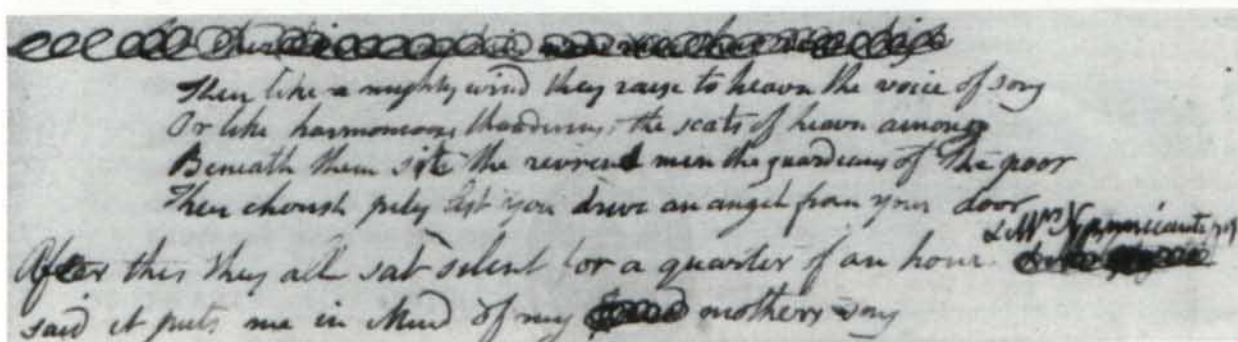 Then like a mighty wind they raise to heavn the voice of song
Or like harmonious thunderings the seats of heavn among
Beneath them sit the revrend men the guardians of the poor
Then cherish pity lest you drive an angel from your door
& Mrs Nannicantipot
After this they all sat silent for a quarter of an hour
said it puts me in Mind of my mothers song